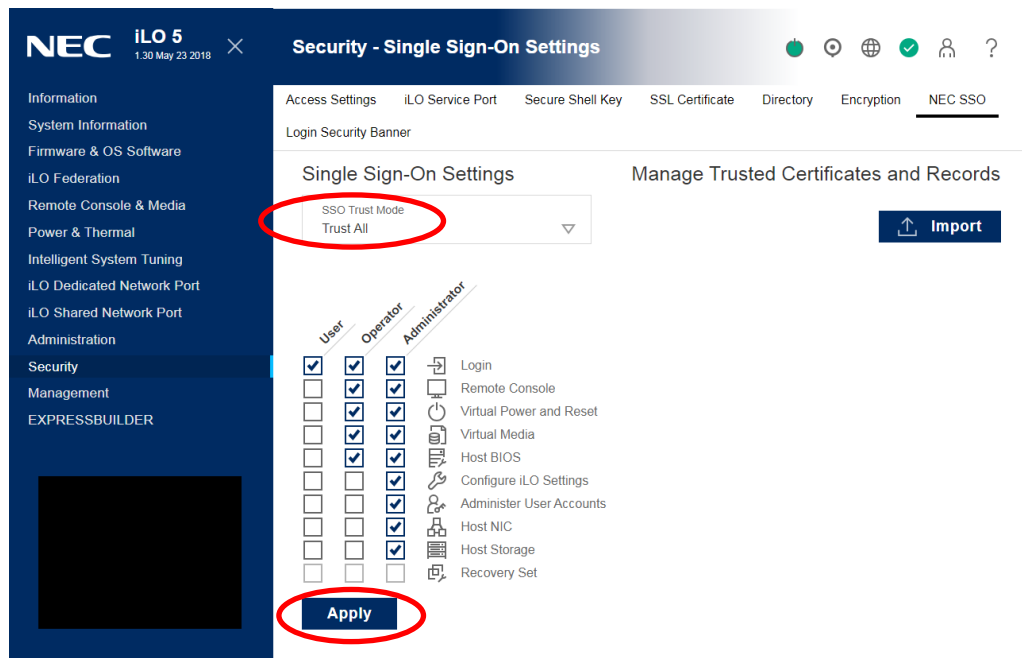 NEC
iLO 5
1.30 May 23 2018
Security - Single Sign-On Settings
?
Information
System Information
Firmware & OS Software
iLO Federation
Remote Console & Media
Power & Thermal
Intelligent System Tuning
iLO Dedicated Network Port
iLO Shared Network Port
Administration
Security
Management
EXPRESSBUILDER
Access Settings iLO Service Port Secure Shell Key SSL Certificate Directory Encryption NEC SSO
Login Security Banner
Single Sign-On Settings
Manage Trusted Certificates and Records
SSO Trust Mode
Trust All
Import
User Operator Administrator
Login
Remote Console
Virtual Power and Reset
Virtual Media
Host BIOS
Configure iLO Settings
Administer User Accounts
Host NIC
Host Storage
Recovery Set
Apply